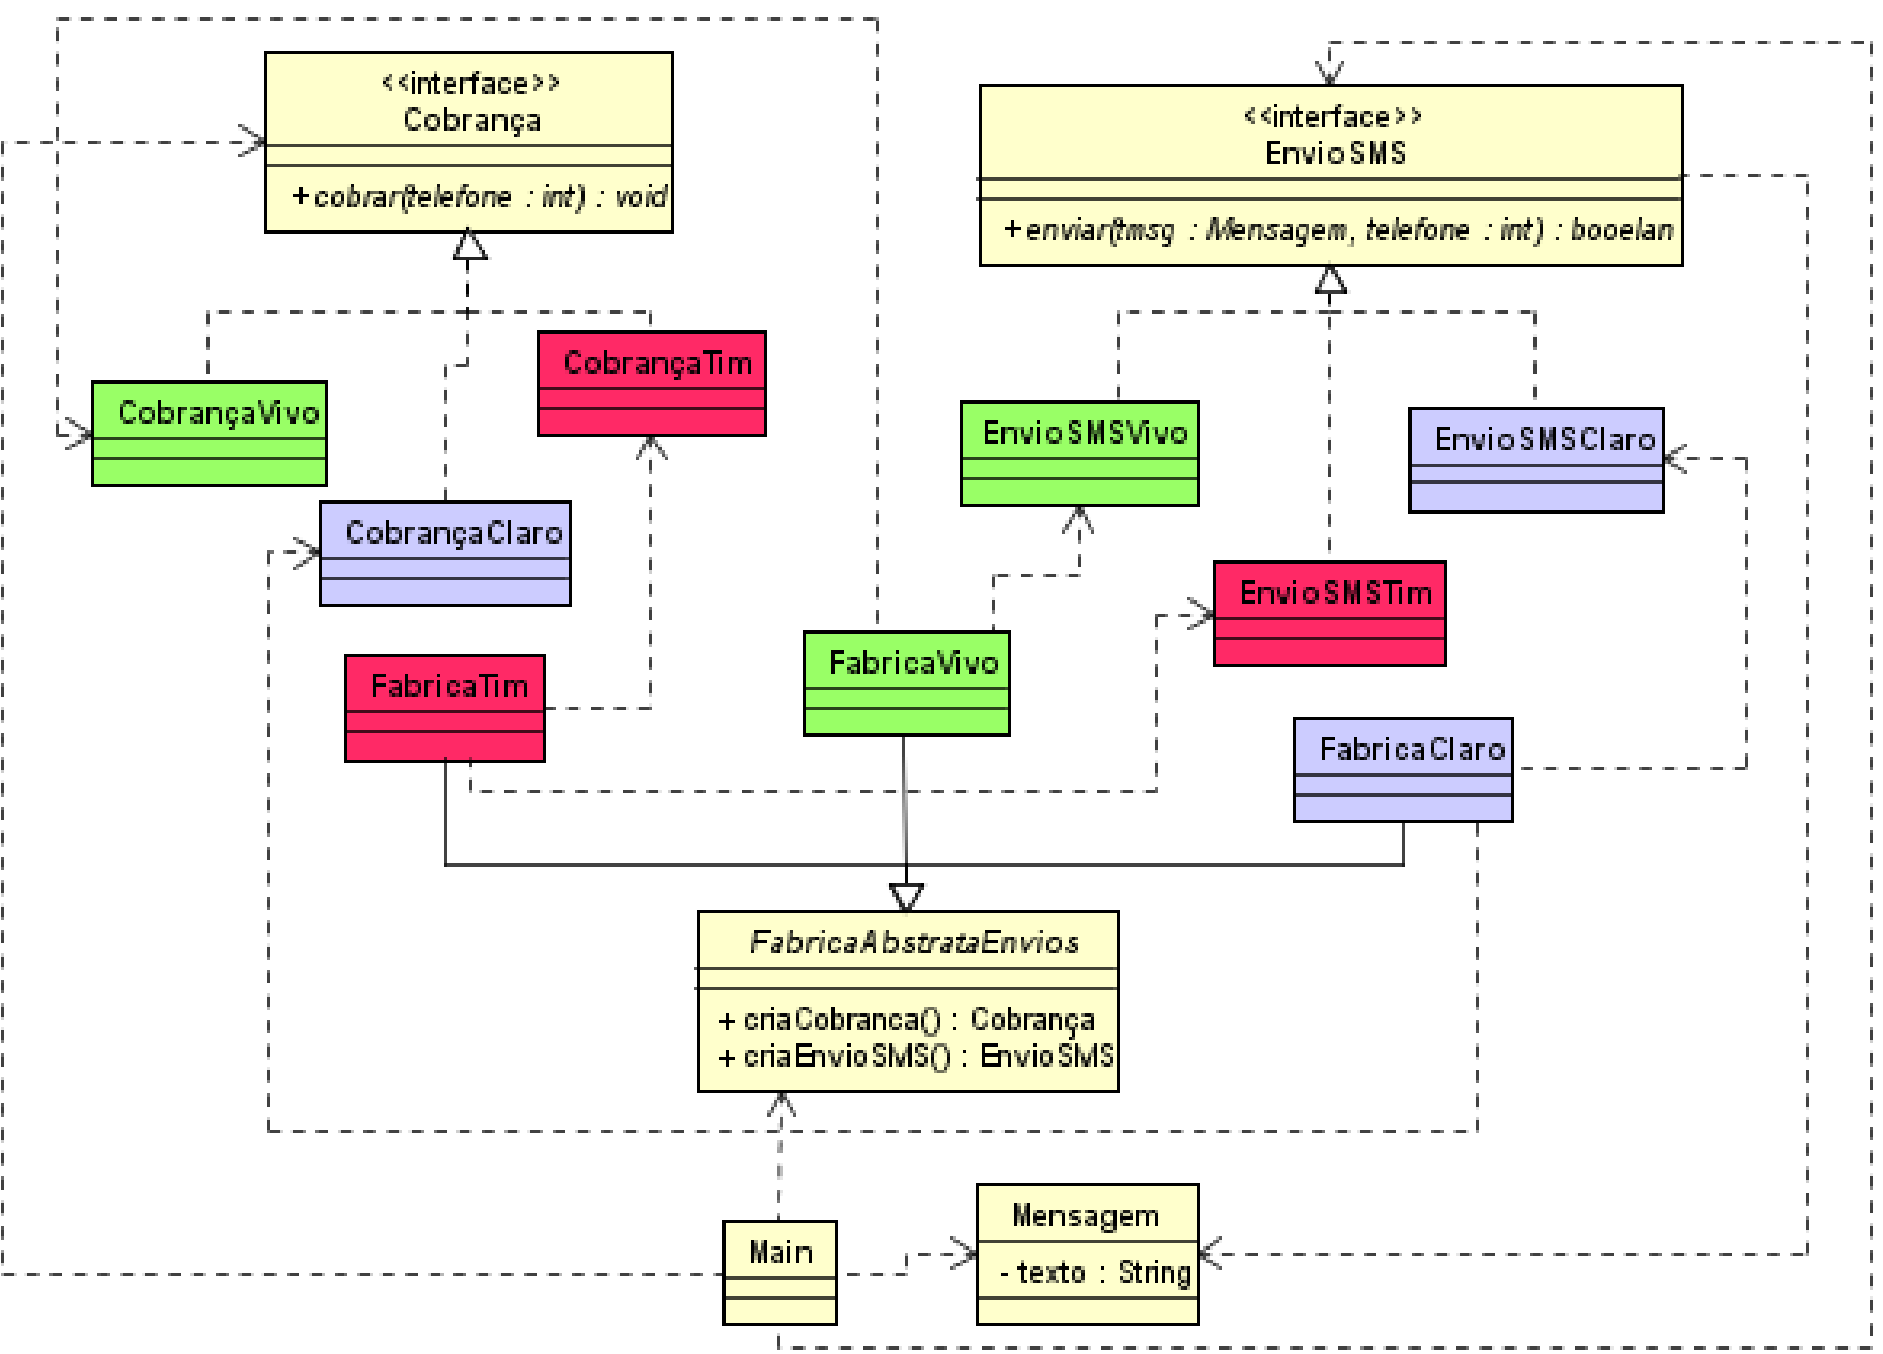 <<interface>>
Cobrança
+ cobrar(telefone : int) : void
<<interface>>
EnvioSMS
+ enviar(tmsg : Mensagem, telefone : int) : booelan
CobrançaTim
CobrançaVivo
EnvioSMSVivo
EnvioSMSClaro
CobrançaClaro
EnvioSMSTim
FabricaTim
FabricaVivo
FabricaClaro
FabricaAbstrataEnvios
+ criaCobranca() : Cobrança
+ criaEnvioSMS() : EnvioSMS
Main
Mensagem
- texto : String